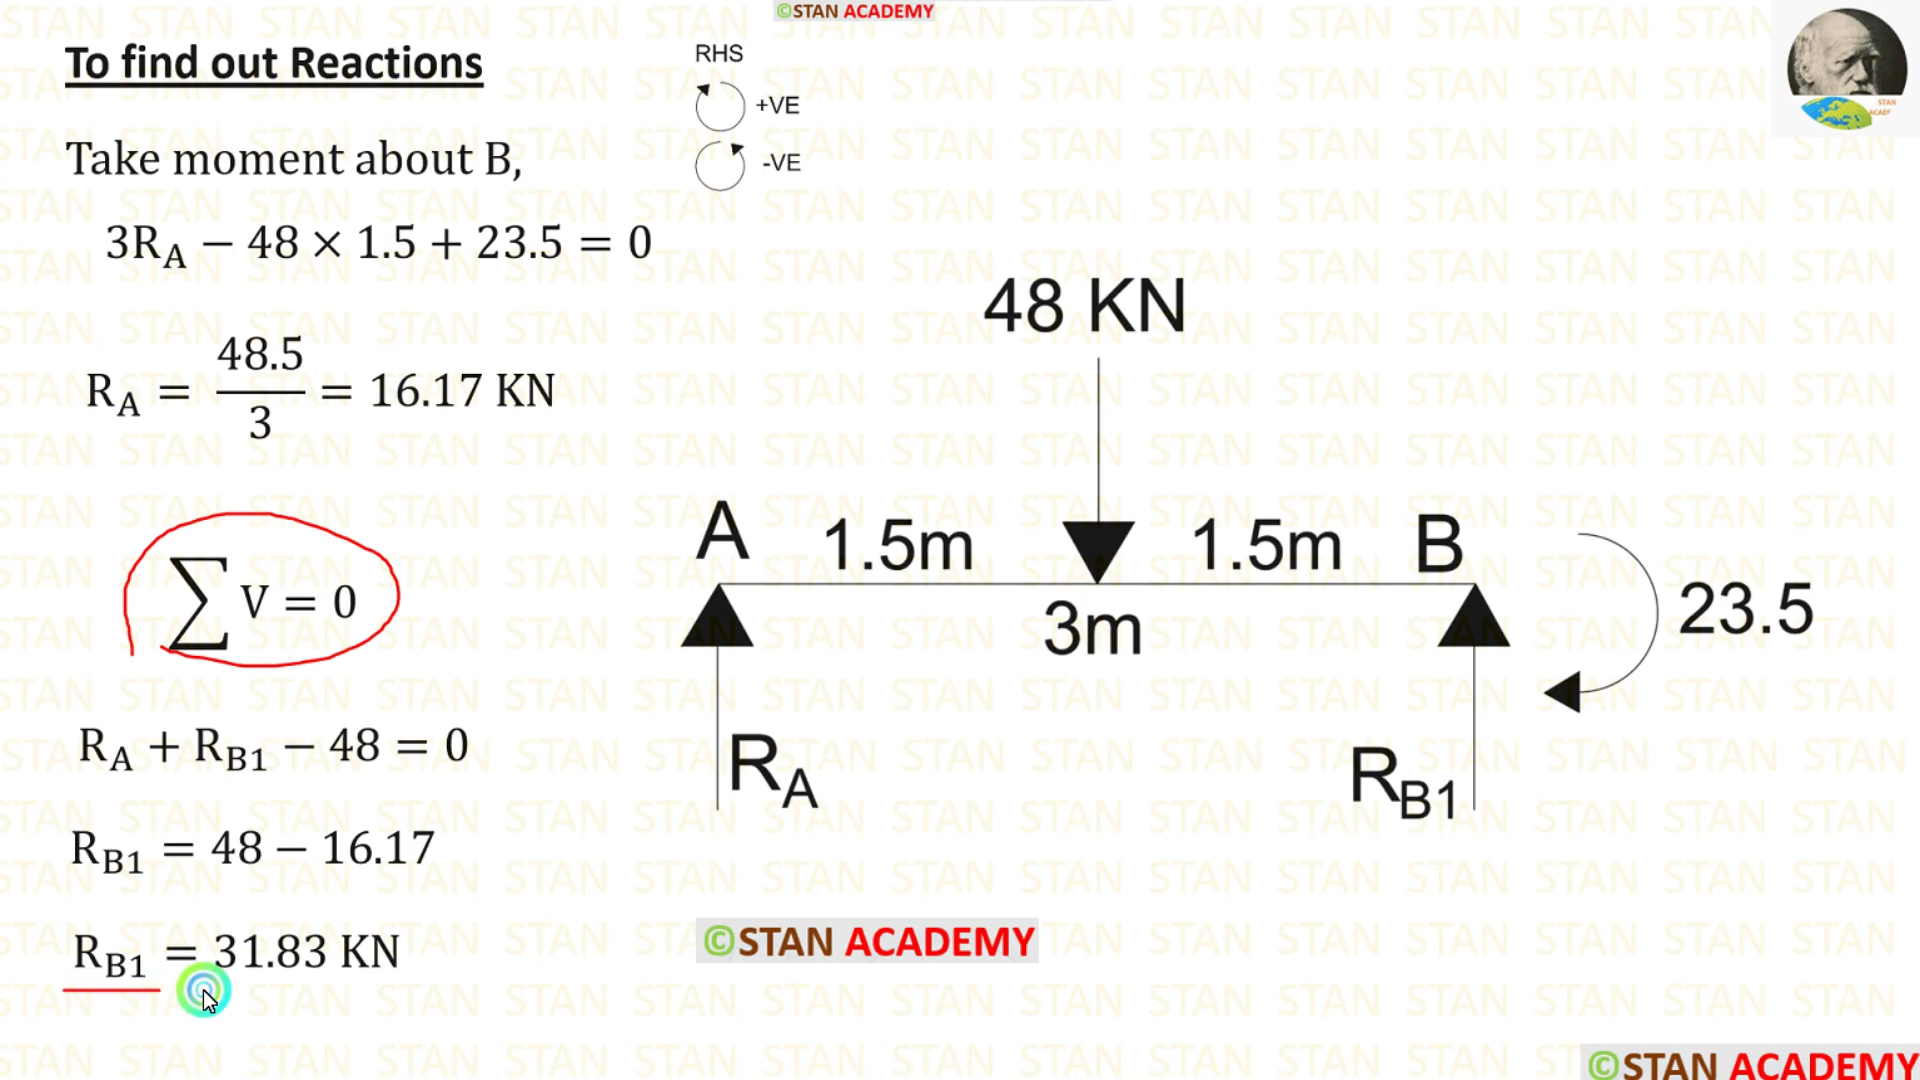 ©STAN ACADEMY
To find out Reactions
RHS
+VE
-VE
Take moment about B,
3R_A − 48 × 1.5 + 23.5 = 0
R_A = 48.5/3 = 16.17 KN
∑ V = 0
R_A + R_B1 − 48 = 0
R_B1 = 48 − 16.17
R_B1 = 31.83 KN
48 KN
A 1.5m 1.5m B
3m
23.5
R_A
R_B1
©STAN ACADEMY
©STAN ACADEMY
STAN